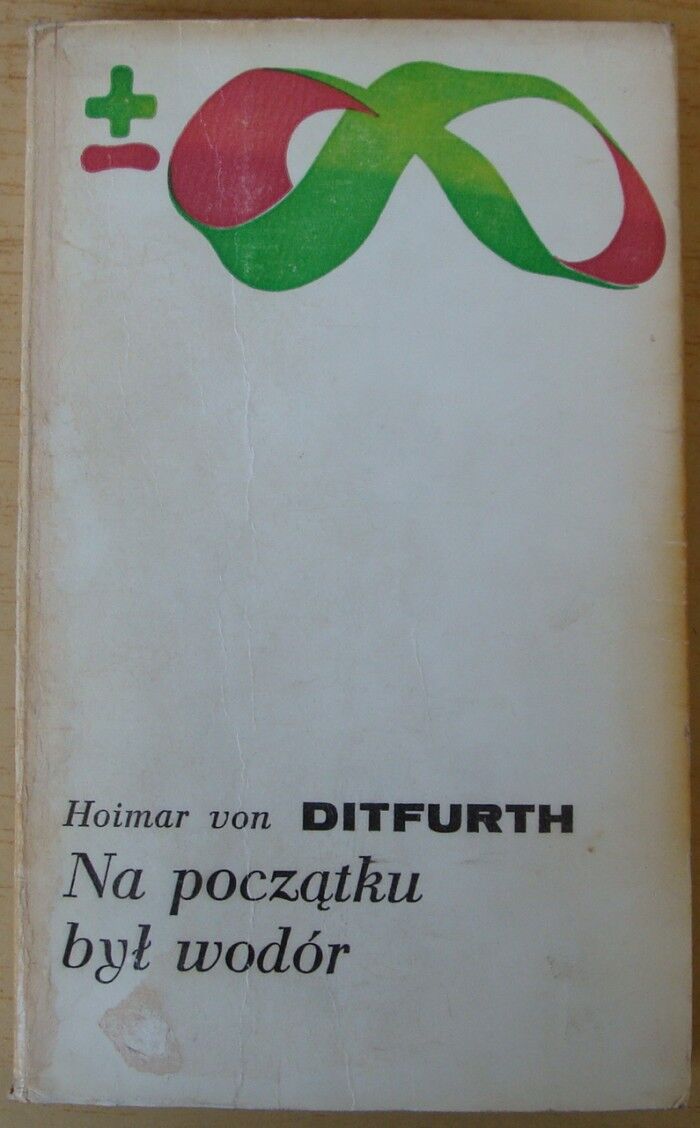 ±∞
Hoimar von DITFURTH
Na początku
był wodór